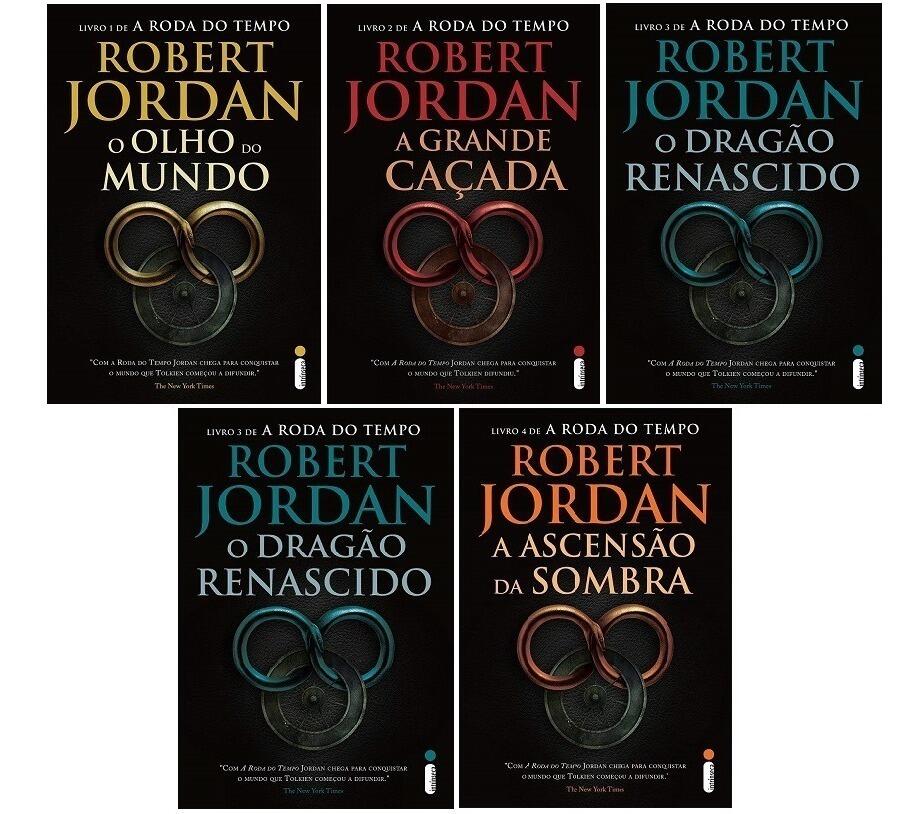 LIVRO 1 DE A RODA DO TEMPO
ROBERT
JORDAN
O OLHO DO
MUNDO
"COM A RODA DO TEMPO JORDAN CHEGA PARA CONQUISTAR
O MUNDO QUE TOLKIEN COMEÇOU A DIFUNDIR."
The New York Times
intrínseca
LIVRO 2 DE A RODA DO TEMPO
ROBERT
JORDAN
A GRANDE
CAÇADA
"COM A RODA DO TEMPO JORDAN CHEGA PARA CONQUISTAR
O MUNDO QUE TOLKIEN COMEÇOU A DIFUNDIU."
The New York Times
intrínseca
LIVRO 3 DE A RODA DO TEMPO
ROBERT
JORDAN
O DRAGÃO
RENASCIDO
"COM A RODA DO TEMPO JORDAN CHEGA PARA CONQUISTAR
O MUNDO QUE TOLKIEN COMEÇOU A DIFUNDIR."
The New York Times
intrínseca
LIVRO 3 DE A RODA DO TEMPO
ROBERT
JORDAN
O DRAGÃO
RENASCIDO
"COM A RODA DO TEMPO JORDAN CHEGA PARA CONQUISTAR
O MUNDO QUE TOLKIEN COMEÇOU A DIFUNDIR."
The New York Times
intrínseca
LIVRO 4 DE A RODA DO TEMPO
ROBERT
JORDAN
A ASCENSÃO
DA SOMBRA
"COM A RODA DO TEMPO JORDAN CHEGA PARA CONQUISTAR
O MUNDO QUE TOLKIEN COMEÇOU A DIFUNDIR."
The New York Times
intrínseca